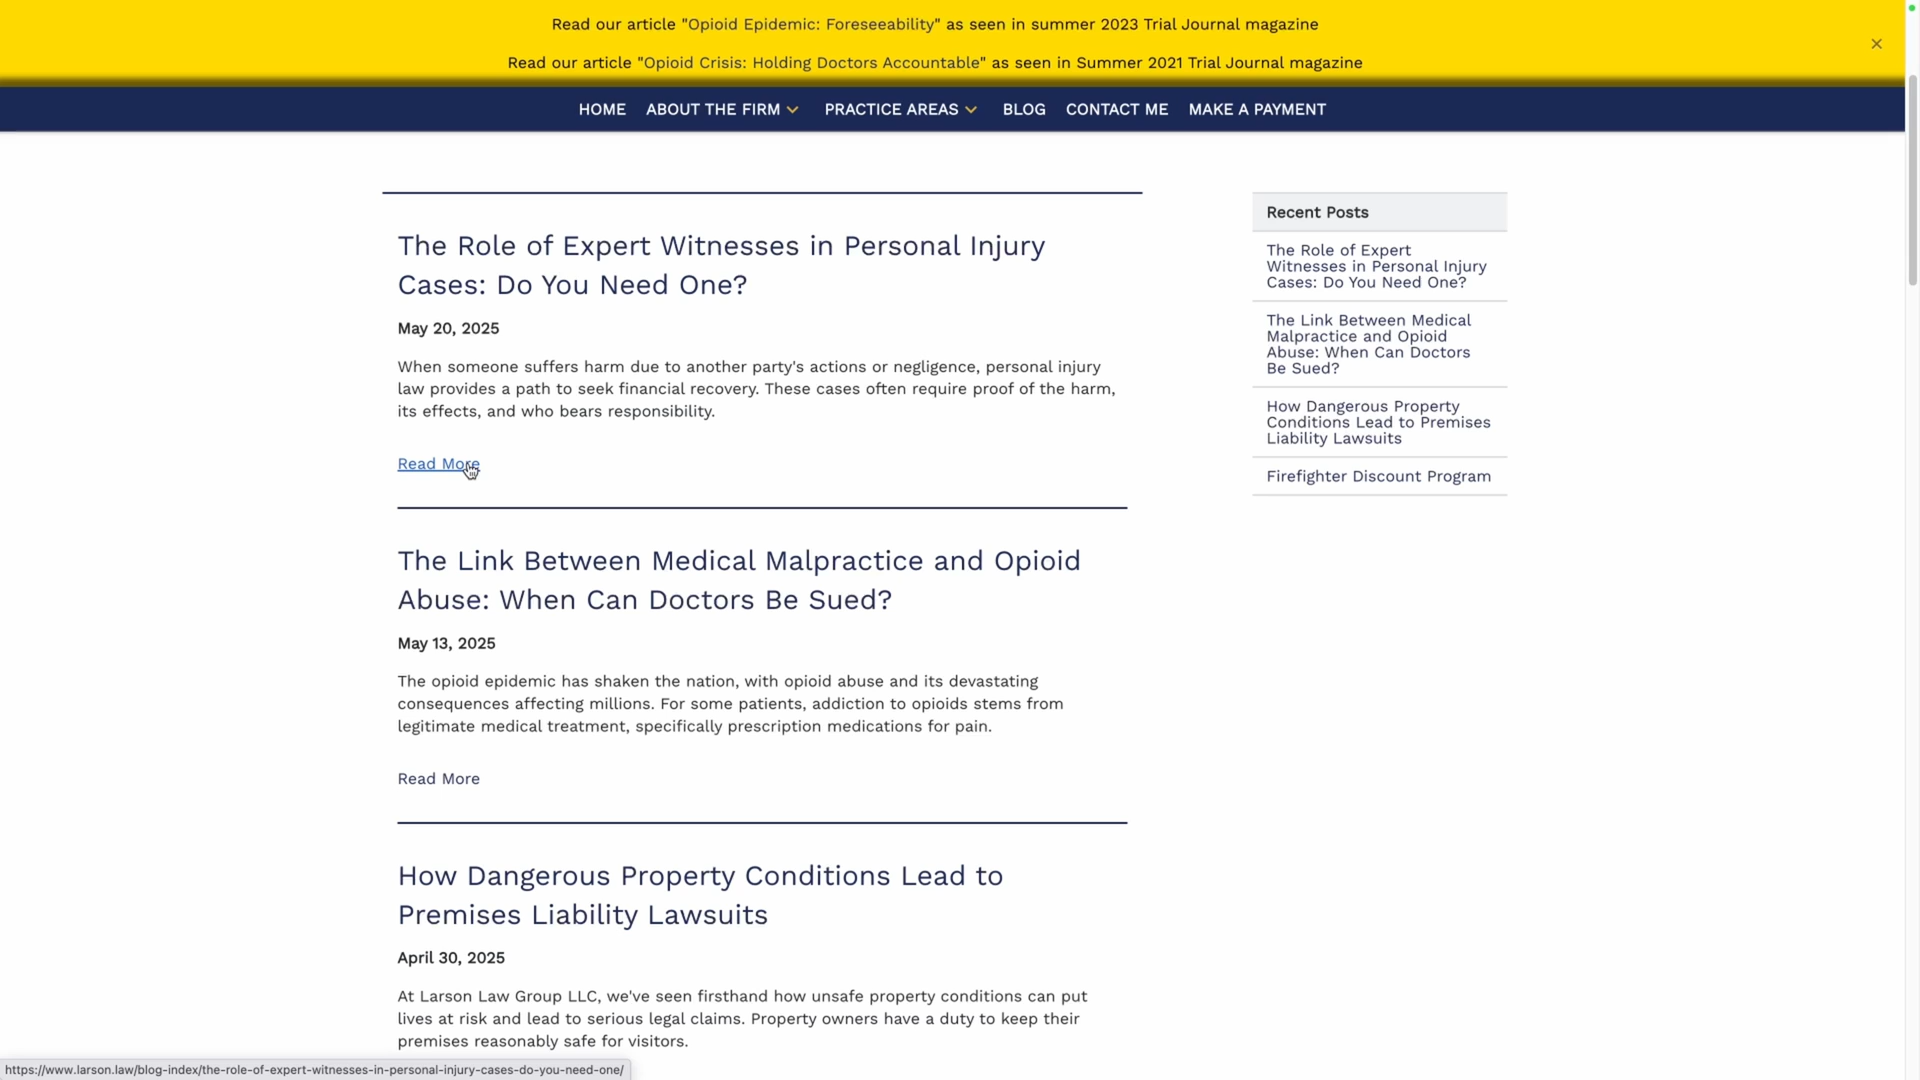 Read our article "Opioid Epidemic: Foreseeability" as seen in summer 2023 Trial Journal magazine
Read our article "Opioid Crisis: Holding Doctors Accountable" as seen in Summer 2021 Trial Journal magazine
HOME ABOUT THE FIRM PRACTICE AREAS BLOG CONTACT ME MAKE A PAYMENT
The Role of Expert Witnesses in Personal Injury
Cases: Do You Need One?
May 20, 2025
When someone suffers harm due to another party's actions or negligence, personal injury
law provides a path to seek financial recovery. These cases often require proof of the harm,
its effects, and who bears responsibility.
Read More
The Link Between Medical Malpractice and Opioid
Abuse: When Can Doctors Be Sued?
May 13, 2025
The opioid epidemic has shaken the nation, with opioid abuse and its devastating
consequences affecting millions. For some patients, addiction to opioids stems from
legitimate medical treatment, specifically prescription medications for pain.
Read More
How Dangerous Property Conditions Lead to
Premises Liability Lawsuits
April 30, 2025
At Larson Law Group LLC, we've seen firsthand how unsafe property conditions can put
lives at risk and lead to serious legal claims. Property owners have a duty to keep their
premises reasonably safe for visitors.
Recent Posts
The Role of Expert
Witnesses in Personal Injury
Cases: Do You Need One?
The Link Between Medical
Malpractice and Opioid
Abuse: When Can Doctors
Be Sued?
How Dangerous Property
Conditions Lead to Premises
Liability Lawsuits
Firefighter Discount Program
https://www.larson.law/blog-index/the-role-of-expert-witnesses-in-personal-injury-cases-do-you-need-one/